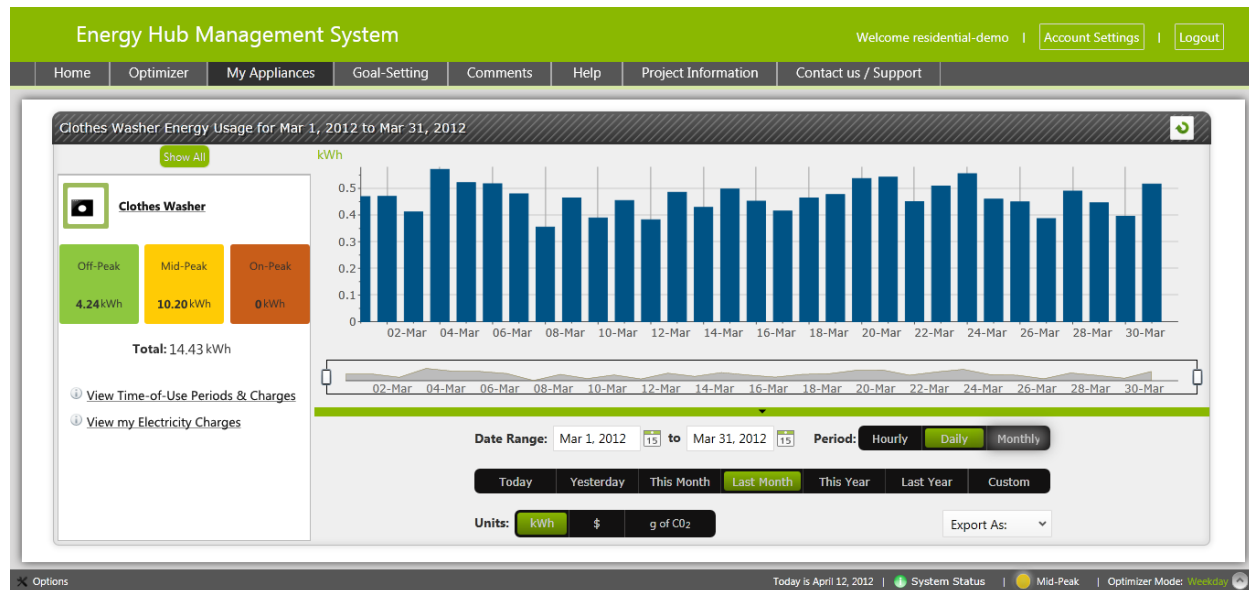 Energy Hub Management System
Welcome residential-demo | Account Settings | Logout
Home Optimizer My Appliances Goal-Setting Comments Help Project Information Contact us / Support
Clothes Washer Energy Usage for Mar 1, 2012 to Mar 31, 2012
Show All
Clothes Washer
Off-Peak Mid-Peak On-Peak
4.24kWh 10.20kWh 0kWh
Total: 14.43 kWh
View Time-of-Use Periods & Charges
View my Electricity Charges
kWh
0.5
0.4
0.3
0.2
0.1
0
02-Mar 04-Mar 06-Mar 08-Mar 10-Mar 12-Mar 14-Mar 16-Mar 18-Mar 20-Mar 22-Mar 24-Mar 26-Mar 28-Mar 30-Mar
02-Mar 04-Mar 06-Mar 08-Mar 10-Mar 12-Mar 14-Mar 16-Mar 18-Mar 20-Mar 22-Mar 24-Mar 26-Mar 28-Mar 30-Mar
Date Range: Mar 1, 2012 15 to Mar 31, 2012 15 Period: Hourly Daily Monthly
Today Yesterday This Month Last Month This Year Last Year Custom
Units: kWh $ g of CO₂ Export As:
Options
Today is April 12, 2012 | System Status | Mid-Peak | Optimizer Mode: Weekday